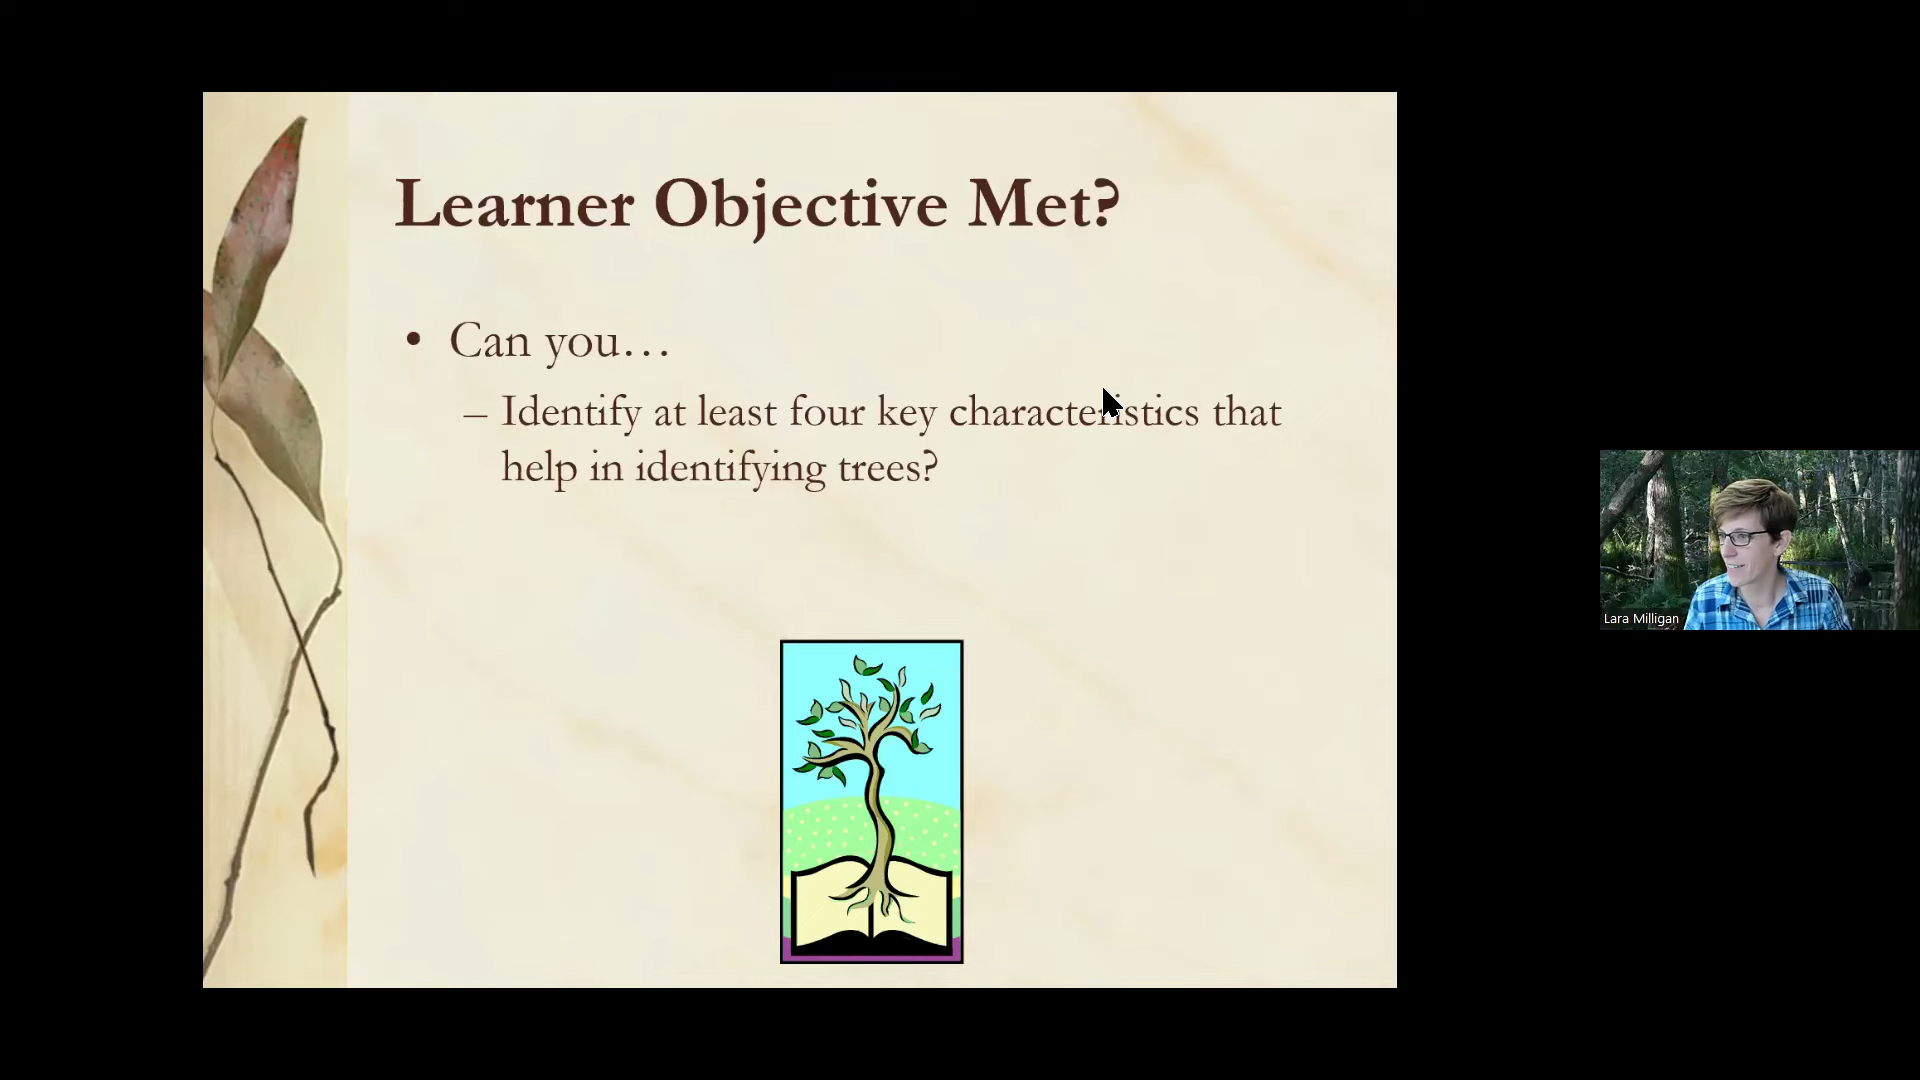 Learner Objective Met?
• Can you…
– Identify at least four key characteristics that
help in identifying trees?
Lara Milligan